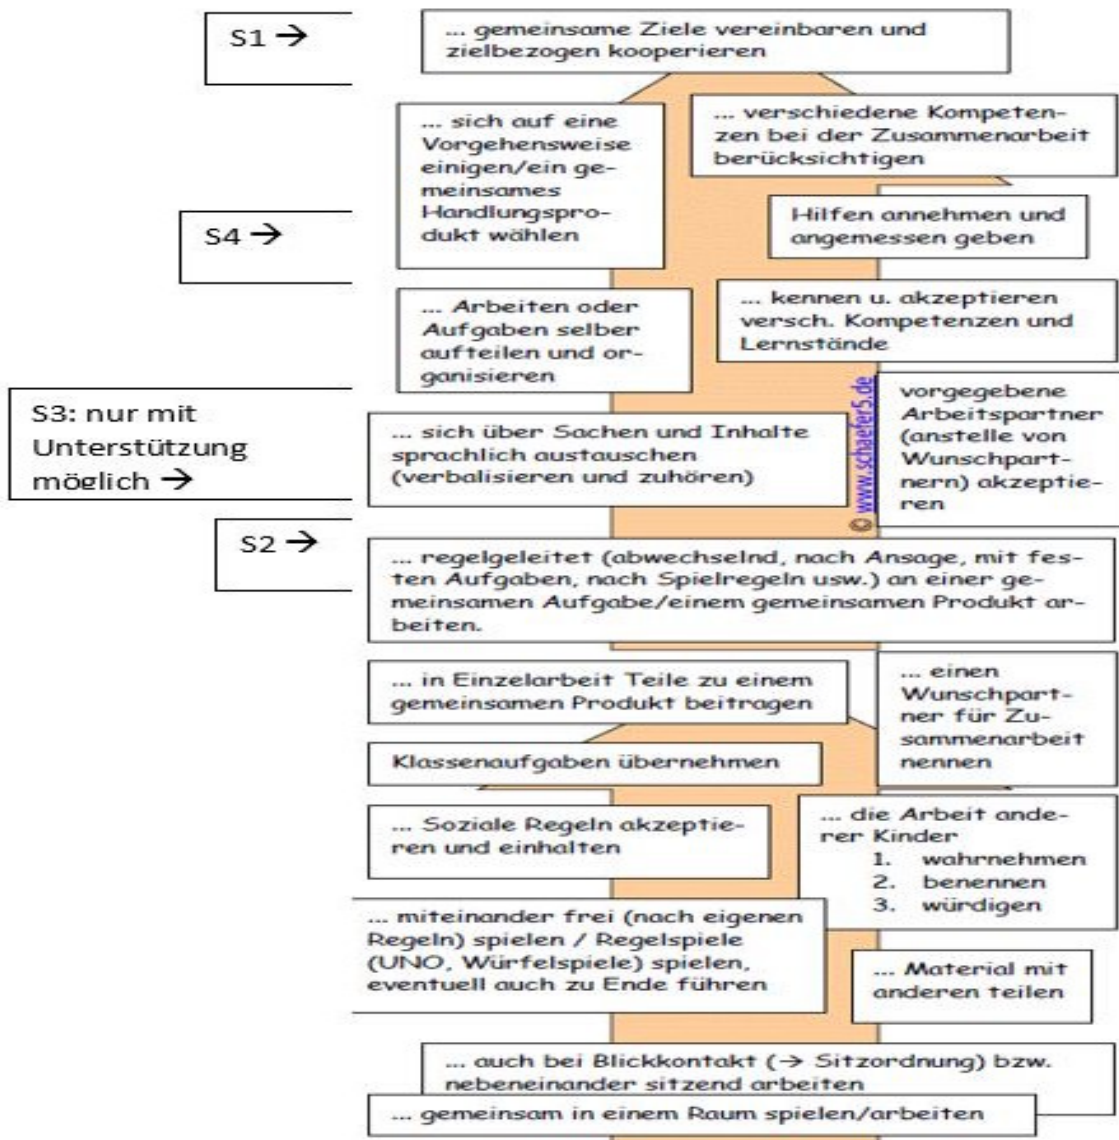 S1 →
... gemeinsame Ziele vereinbaren und
zielbezogen kooperieren
... sich auf eine
Vorgehensweise
einigen/ein ge-
meinsames
Handlungspro-
dukt wählen
... verschiedene Kompeten-
zen bei der Zusammenarbeit
berücksichtigen
S4 →
Hilfen annehmen und
angemessen geben
... Arbeiten oder
Aufgaben selber
aufteilen und or-
ganisieren
... kennen u. akzeptieren
versch. Kompetenzen und
Lernstände
S3: nur mit
Unterstützung
möglich →
... sich über Sachen und Inhalte
sprachlich austauschen
(verbalisieren und zuhören)
© www.schaefer5.de
vorgegebene
Arbeitspartner
(anstelle von
Wunschpart-
nern) akzeptie-
ren
S2 →
... regelgeleitet (abwechselnd, nach Ansage, mit fes-
ten Aufgaben, nach Spielregeln usw.) an einer ge-
meinsamen Aufgabe/einem gemeinsamen Produkt ar-
beiten.
... in Einzelarbeit Teile zu einem
gemeinsamen Produkt beitragen
... einen
Wunschpart-
ner für Zu-
sammenarbeit
nennen
Klassenaufgaben übernehmen
... Soziale Regeln akzeptie-
ren und einhalten
... die Arbeit ande-
rer Kinder
1. wahrnehmen
2. benennen
3. würdigen
... miteinander frei (nach eigenen
Regeln) spielen / Regelspiele
(UNO, Würfelspiele) spielen,
eventuell auch zu Ende führen
... Material mit
anderen teilen
... auch bei Blickkontakt (→ Sitzordnung) bzw.
nebeneinander sitzend arbeiten
... gemeinsam in einem Raum spielen/arbeiten